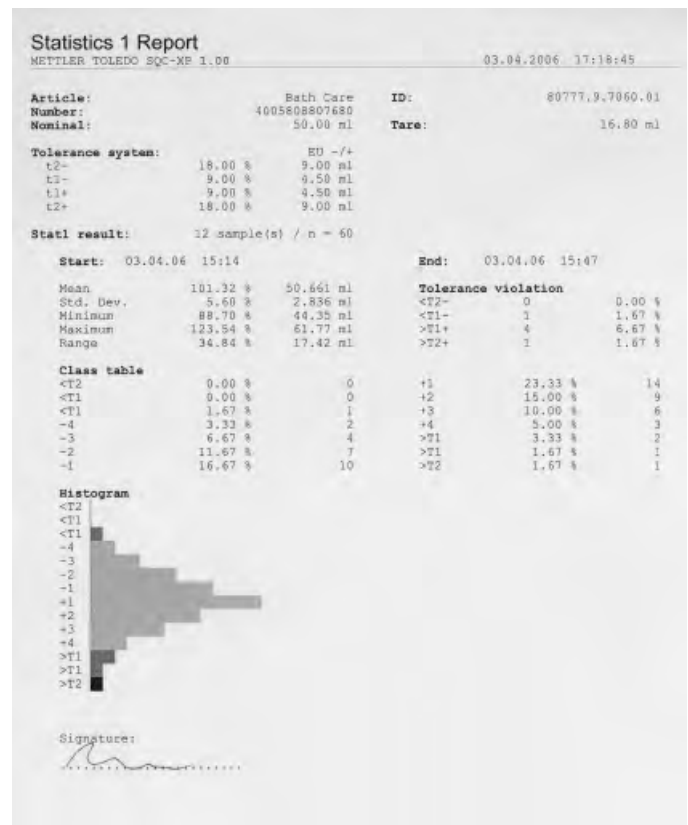 Statistics 1 Report
METTLER TOLEDO SQC-XP 1.00 03.04.2006 17:18:45
Article: Bath Care ID: 80777.9.7060.01
Number: 4005808807680
Nominal: 50.00 ml Tare: 16.80 ml
Tolerance system: EU -/+
t2- 18.00 % 9.00 ml
t1- 9.00 % 4.50 ml
t1+ 9.00 % 4.50 ml
t2+ 18.00 % 9.00 ml
Stat1 result: 12 sample(s) / n = 60
Start: 03.04.06 15:14 End: 03.04.06 15:47
Mean 101.32 % 50.661 ml Tolerance violation
Std. Dev. 5.60 % 2.836 ml <T2- 0 0.00 %
Minimum 88.70 % 44.35 ml <T1- 1 1.67 %
Maximum 123.54 % 61.77 ml >T1+ 4 6.67 %
Range 34.84 % 17.42 ml >T2+ 1 1.67 %
Class table
<T2 0.00 % 0 +1 23.33 % 14
<T1 0.00 % 0 +2 15.00 % 9
<T1 1.67 % 1 +3 10.00 % 6
-4 3.33 % 2 +4 5.00 % 3
-3 6.67 % 4 >T1 3.33 % 2
-2 11.67 % 7 >T1 1.67 % 1
-1 16.67 % 10 >T2 1.67 % 1
Histogram
<T2
<T1
<T1
-4
-3
-2
-1
+1
+2
+3
+4
>T1
>T1
>T2
Signature: